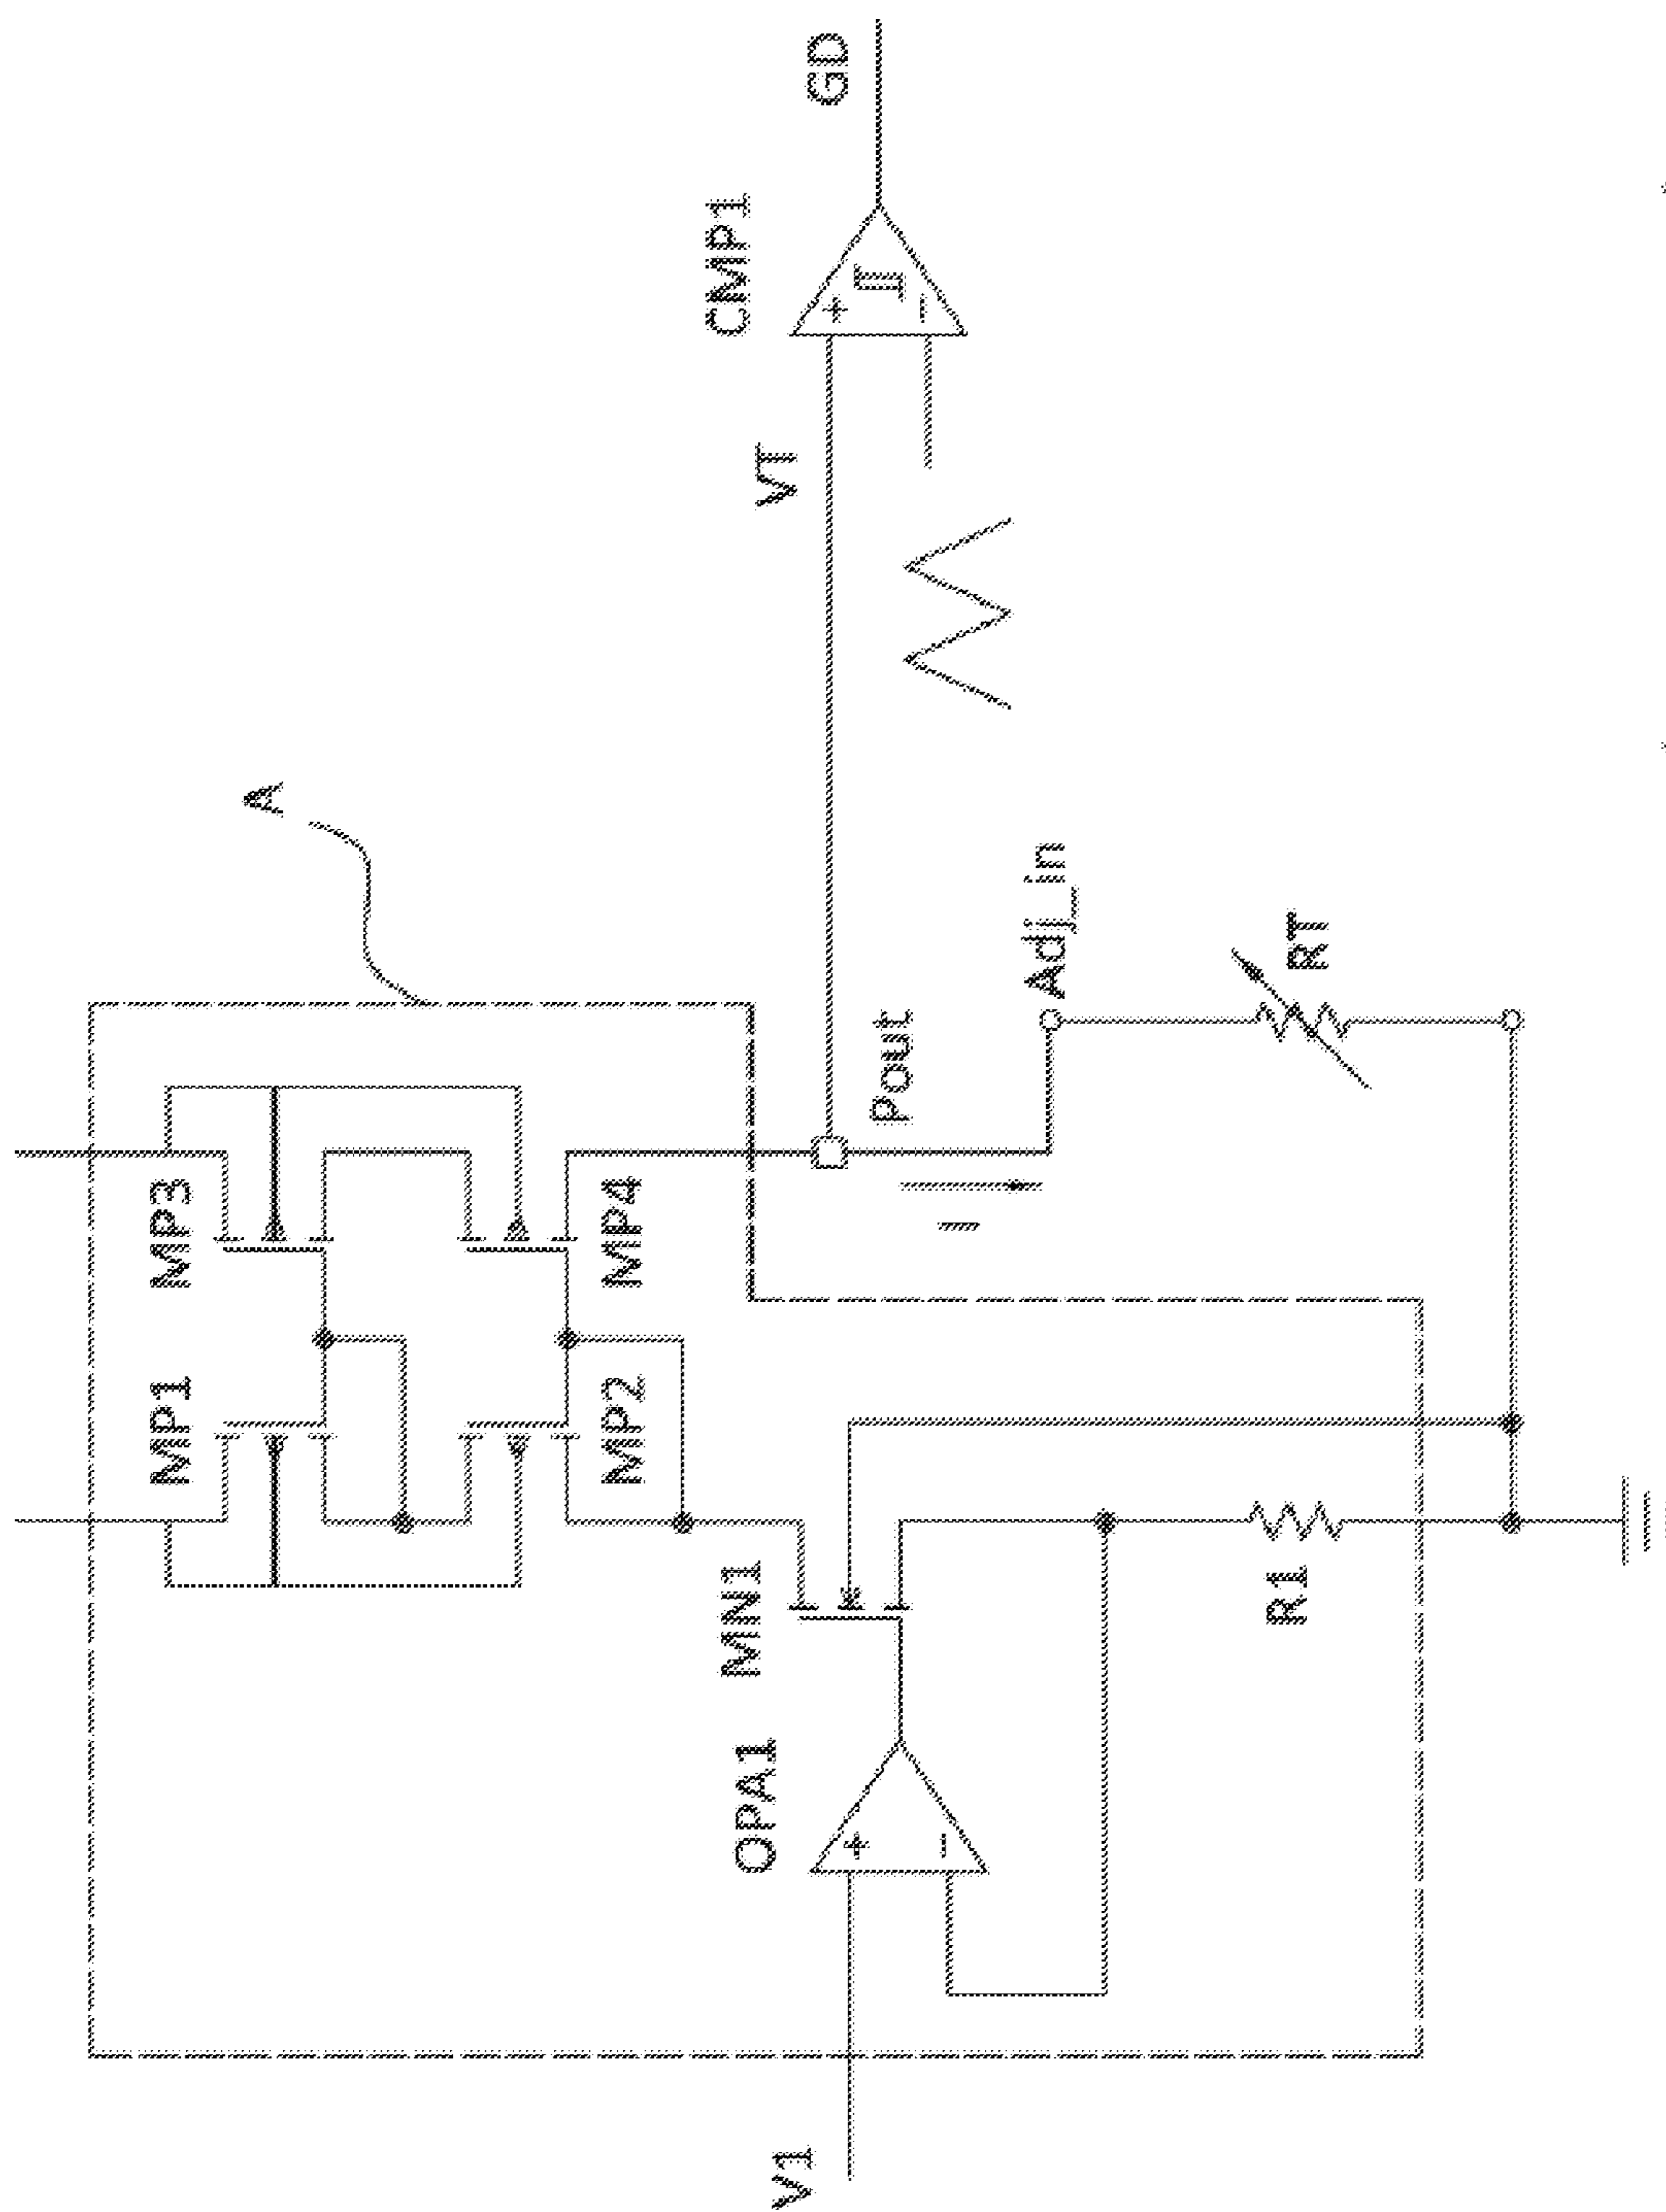 MP1
MP3
A
MP2
MP4
CMP1
GD
VT
+
−
MN1
OPA1
+
−
V1
Pout
I
Adj_in
R1
RT